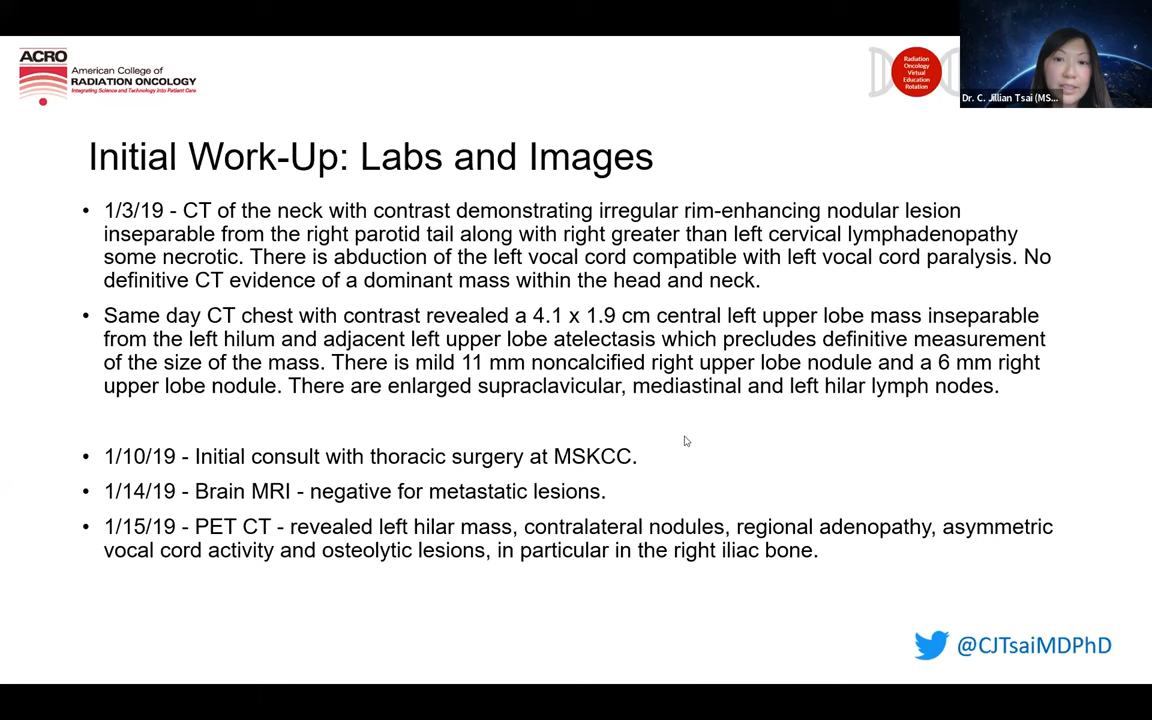 ACRO
American College of
RADIATION ONCOLOGY
Integrating Science and Technology into Patient Care
Radiation
Oncology
Virtual
Education
Rotation
Dr. C. Jillian Tsai (MS...
Initial Work-Up: Labs and Images
• 1/3/19 - CT of the neck with contrast demonstrating irregular rim-enhancing nodular lesion
inseparable from the right parotid tail along with right greater than left cervical lymphadenopathy
some necrotic. There is abduction of the left vocal cord compatible with left vocal cord paralysis. No
definitive CT evidence of a dominant mass within the head and neck.
• Same day CT chest with contrast revealed a 4.1 x 1.9 cm central left upper lobe mass inseparable
from the left hilum and adjacent left upper lobe atelectasis which precludes definitive measurement
of the size of the mass. There is mild 11 mm noncalcified right upper lobe nodule and a 6 mm right
upper lobe nodule. There are enlarged supraclavicular, mediastinal and left hilar lymph nodes.
• 1/10/19 - Initial consult with thoracic surgery at MSKCC.
• 1/14/19 - Brain MRI - negative for metastatic lesions.
• 1/15/19 - PET CT - revealed left hilar mass, contralateral nodules, regional adenopathy, asymmetric
vocal cord activity and osteolytic lesions, in particular in the right iliac bone.
@CJTsaiMDPhD